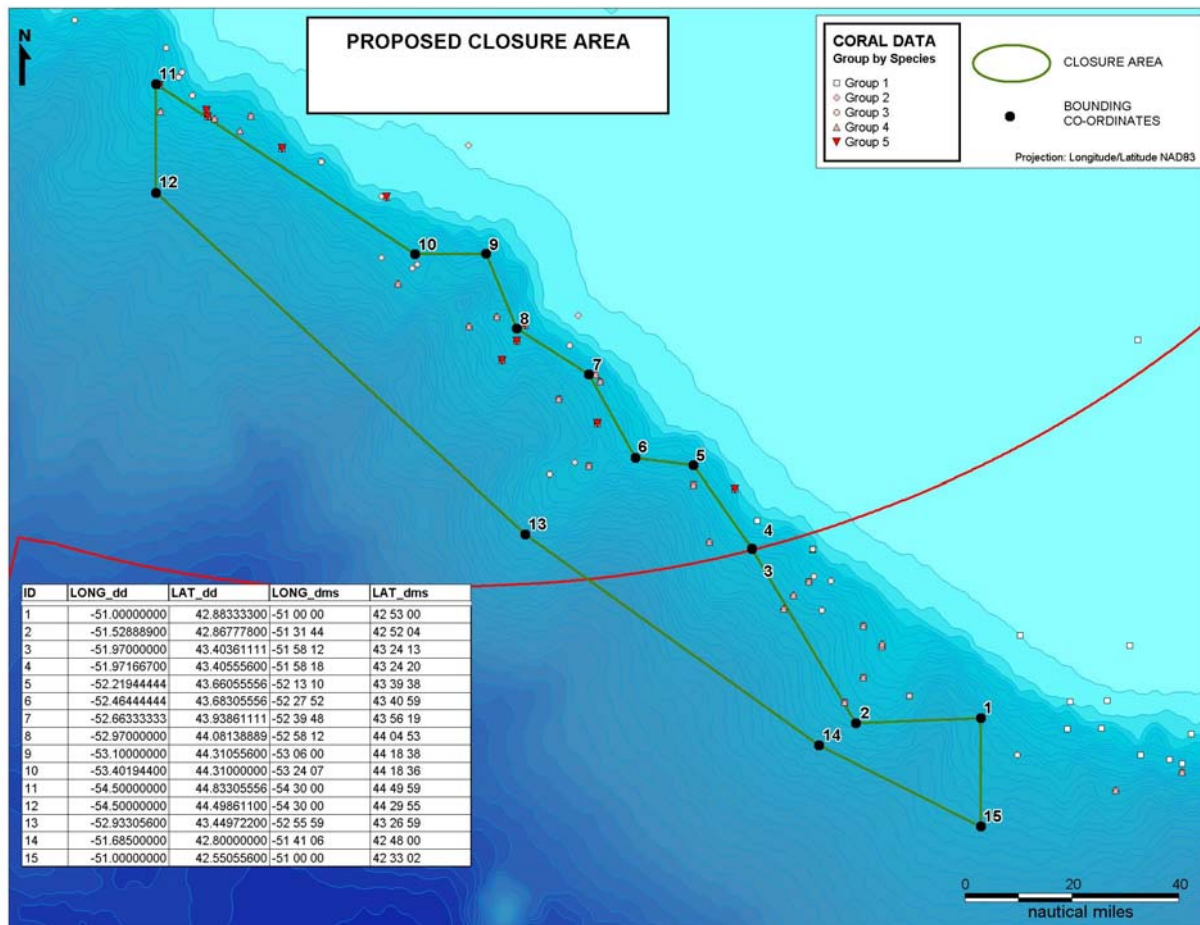 PROPOSED CLOSURE AREA
N
CORAL DATA
Group by Species
Group 1
Group 2
Group 3
Group 4
Group 5
CLOSURE AREA
BOUNDING
CO-ORDINATES
Projection: Longitude/Latitude NAD83
11
12
10
9
8
7
6
5
13
4
3
2
1
14
15
ID LONG_dd LAT_dd LONG_dms LAT_dms
1 -51.00000000 42.88333300 -51 00 00 42 53 00
2 -51.52888900 42.86777800 -51 31 44 42 52 04
3 -51.97000000 43.40361111 -51 58 12 43 24 13
4 -51.97166700 43.40555600 -51 58 18 43 24 20
5 -52.21944444 43.66055556 -52 13 10 43 39 38
6 -52.46444444 43.68305556 -52 27 52 43 40 59
7 -52.66333333 43.93861111 -52 39 48 43 56 19
8 -52.97000000 44.08138889 -52 58 12 44 04 53
9 -53.10000000 44.31055600 -53 06 00 44 18 38
10 -53.40194400 44.31000000 -53 24 07 44 18 36
11 -54.50000000 44.83305556 -54 30 00 44 49 59
12 -54.50000000 44.49861100 -54 30 00 44 29 55
13 -52.93305600 43.44972200 -52 55 59 43 26 59
14 -51.68500000 42.80000000 -51 41 06 42 48 00
15 -51.00000000 42.55055600 -51 00 00 42 33 02
0 20 40
nautical miles